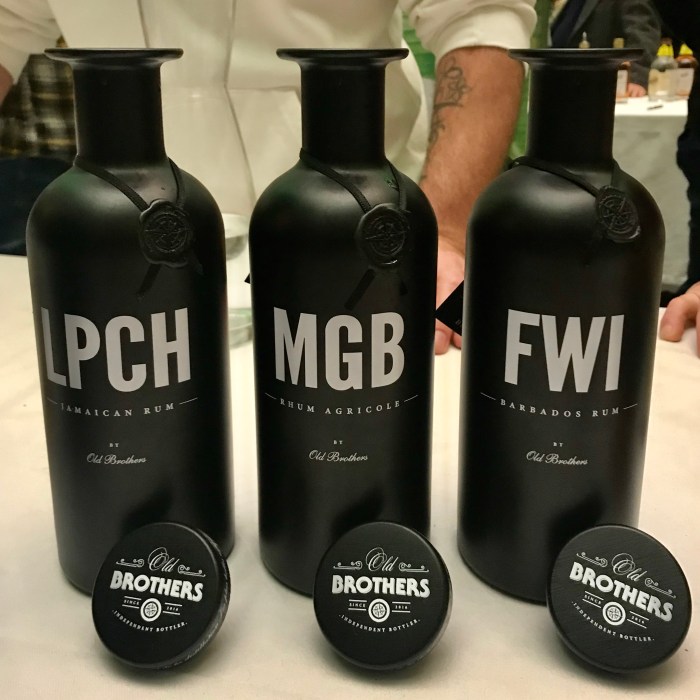 LPCH
JAMAICAN RUM
BY
Old Brothers
MGB
RHUM AGRICOLE
BY
Old Brothers
FWI
BARBADOS RUM
BY
Old Brothers
Old
BROTHERS
SINCE 2016
INDEPENDENT BOTTLER
Old
BROTHERS
SINCE 2016
·INDEPENDENT BOTTLER·
Old
BROTHERS
SINCE 2016
·INDEPENDENT BOTTLER·